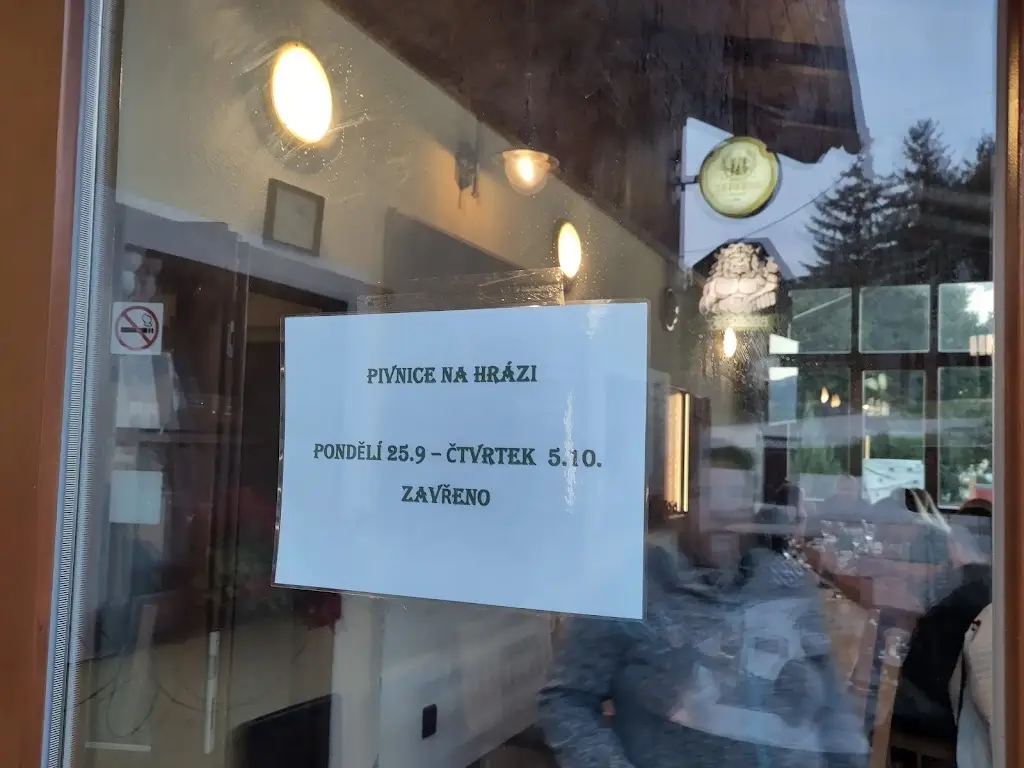 PIVNICE NA HRÁZI
PONDĚLÍ 25.9 – ČTVRTEK 5.10.
ZAVŘENO